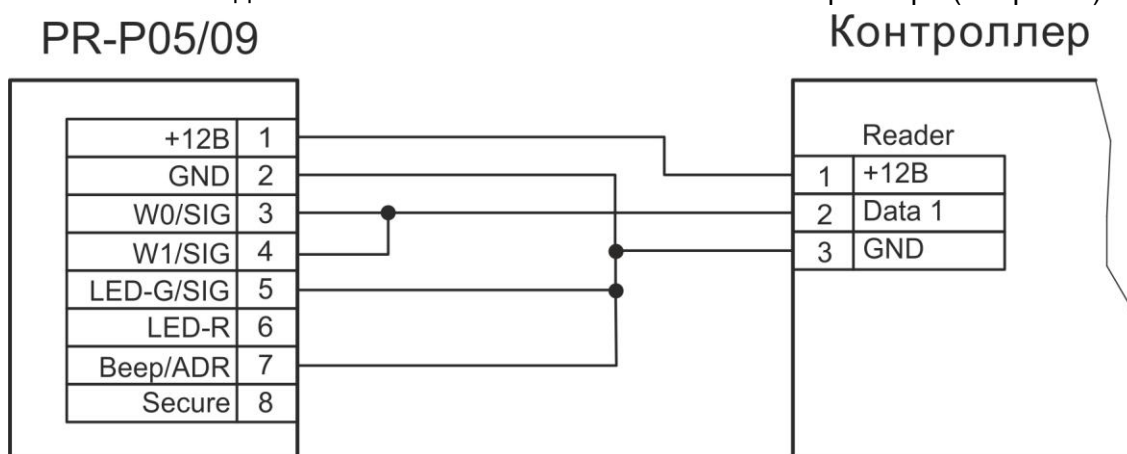 PR-P05/09
Контроллер
+12В 1
GND 2
W0/SIG 3
W1/SIG 4
LED-G/SIG 5
LED-R 6
Beep/ADR 7
Secure 8
Reader
1 +12В
2 Data 1
3 GND